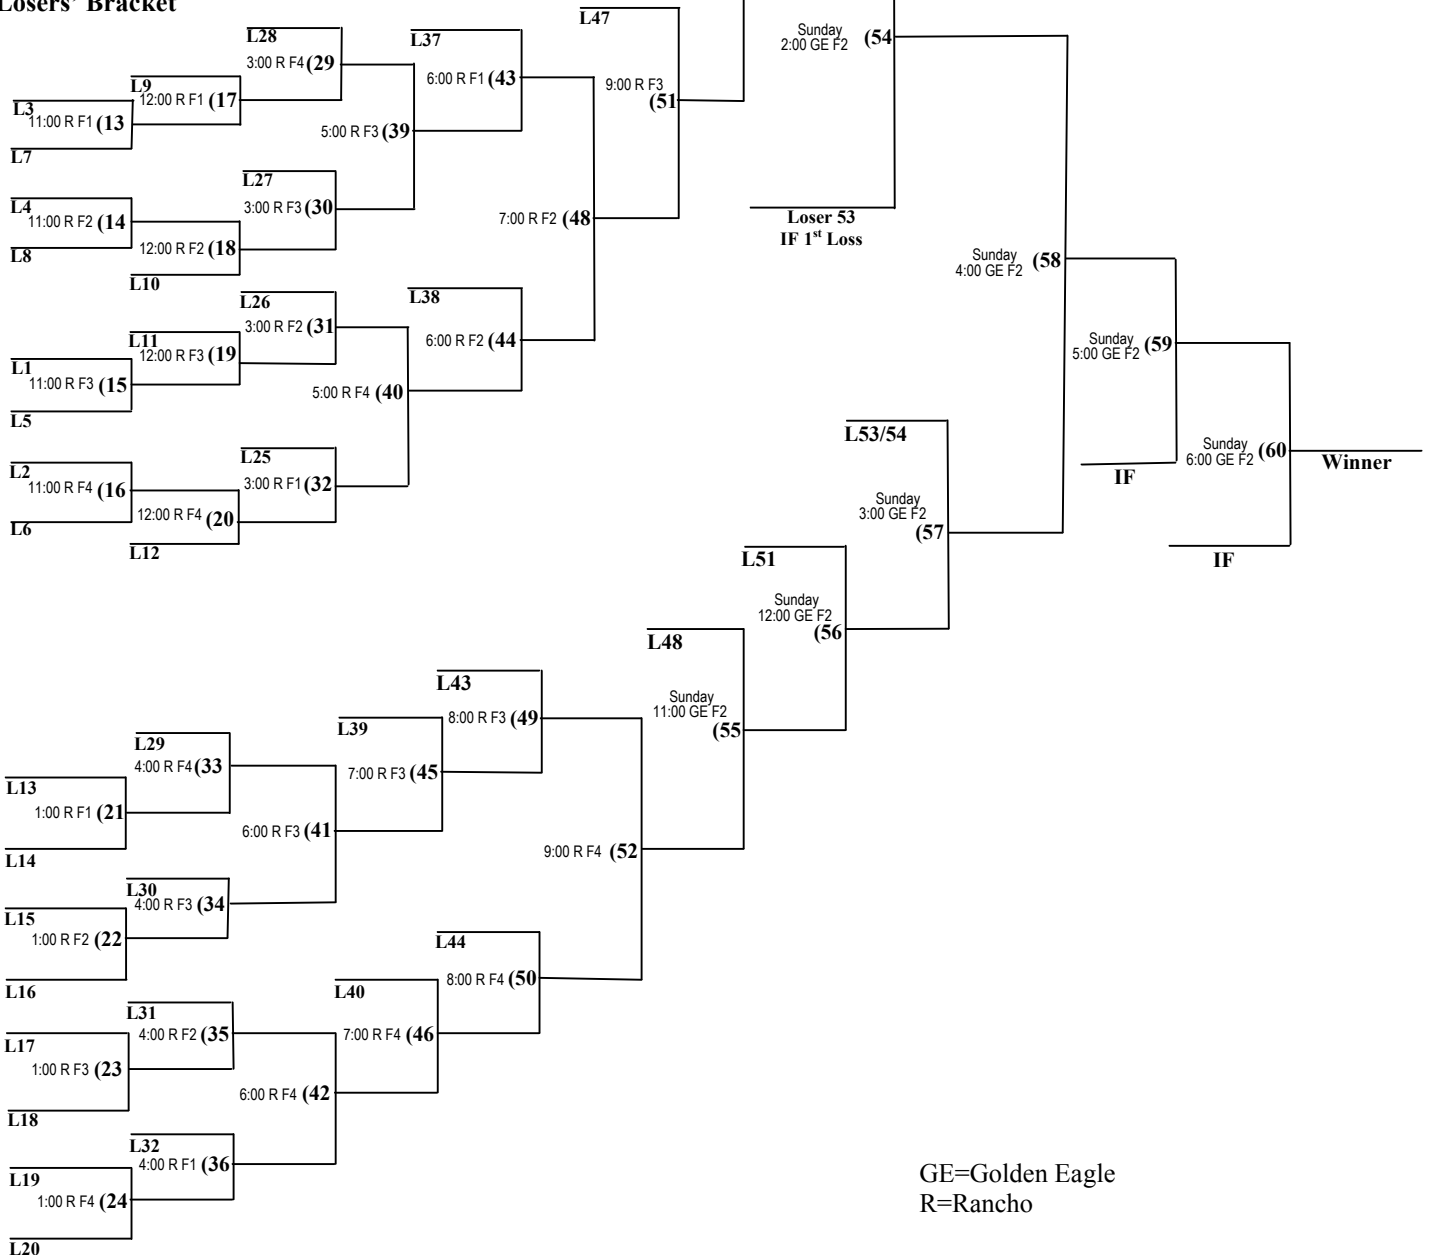 Losers' Bracket
L47
Sunday
2:00 GE F2 (54
L28
3:00 R F4 (29
L37
6:00 R F1 (43
L9
12:00 R F1 (17
9:00 R F3
(51
L3
11:00 R F1 (13
5:00 R F3 (39
L7
L27
3:00 R F3 (30
L4
11:00 R F2 (14
7:00 R F2 (48
Loser 53
IF 1st Loss
12:00 R F2 (18
L8
Sunday
4:00 GE F2 (58
L10
L26
3:00 R F2 (31
L38
6:00 R F2 (44
L11
12:00 R F3 (19
Sunday
5:00 GE F2 (59
L1
11:00 R F3 (15
5:00 R F4 (40
L5
L53/54
L25
3:00 R F1 (32
Sunday
6:00 GE F2 (60
Winner
L2
11:00 R F4 (16
IF
12:00 R F4 (20
Sunday
3:00 GE F2
(57
L6
L12
L51
IF
Sunday
12:00 GE F2
(56
L48
L43
8:00 R F3 (49
Sunday
11:00 GE F2
(55
L39
7:00 R F3 (45
L29
4:00 R F4 (33
L13
1:00 R F1 (21
6:00 R F3 (41
9:00 R F4 (52
L14
L30
4:00 R F3 (34
L15
1:00 R F2 (22
L44
8:00 R F4 (50
L16
L40
7:00 R F4 (46
L31
4:00 R F2 (35
L17
1:00 R F3 (23
6:00 R F4 (42
L18
L32
4:00 R F1 (36
L19
1:00 R F4 (24
L20
GE=Golden Eagle
R=Rancho